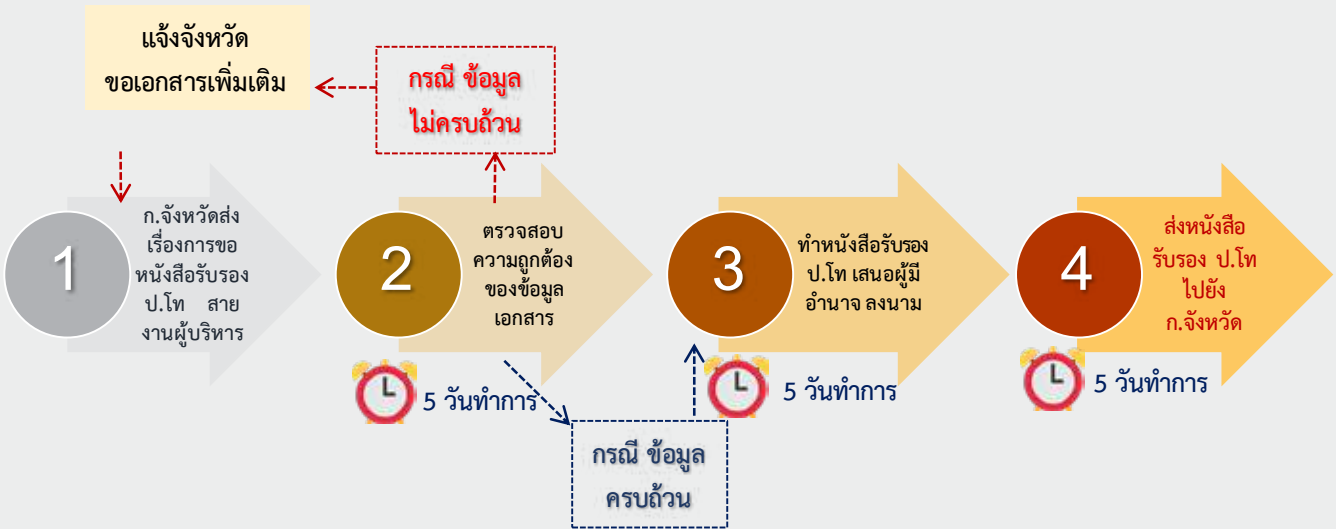 แจ้งจังหวัด
ขอเอกสารเพิ่มเติม
กรณี ข้อมูล
ไม่ครบถ้วน
1
ก.จังหวัดส่ง
เรื่องการขอ
หนังสือรับรอง
ป.โท สาย
งานผู้บริหาร
2
ตรวจสอบ
ความถูกต้อง
ของข้อมูล
เอกสาร
5 วันทำการ
กรณี ข้อมูล
ครบถ้วน
3
ทำหนังสือรับรอง
ป.โท เสนอผู้มี
อำนาจ ลงนาม
5 วันทำการ
4
ส่งหนังสือ
รับรอง ป.โท
ไปยัง
ก.จังหวัด
5 วันทำการ